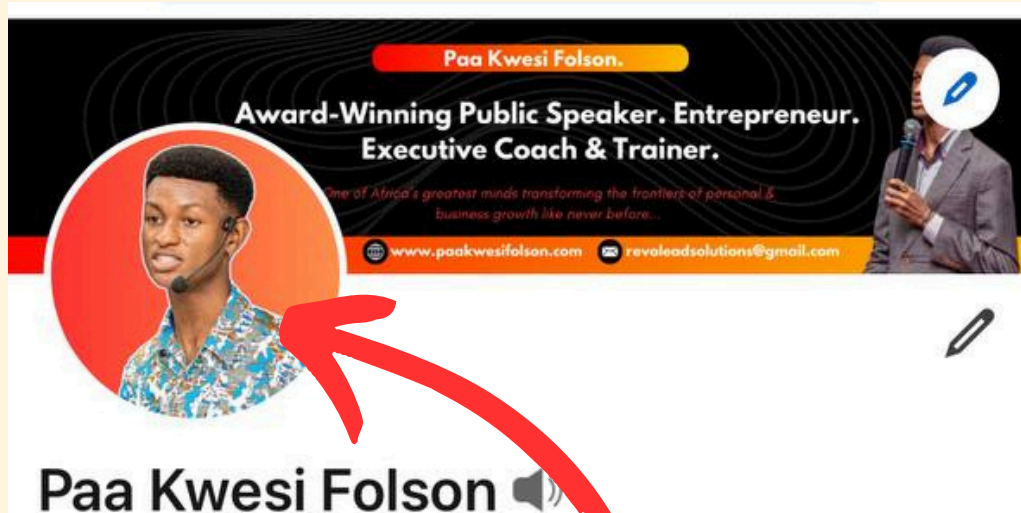 Paa Kwesi Folson.
Award-Winning Public Speaker. Entrepreneur.
Executive Coach & Trainer.
One of Africa's greatest minds transforming the frontiers of personal &
business growth like never before...
www.paakwesifolson.com revoleadsolutions@gmail.com
Paa Kwesi Folson